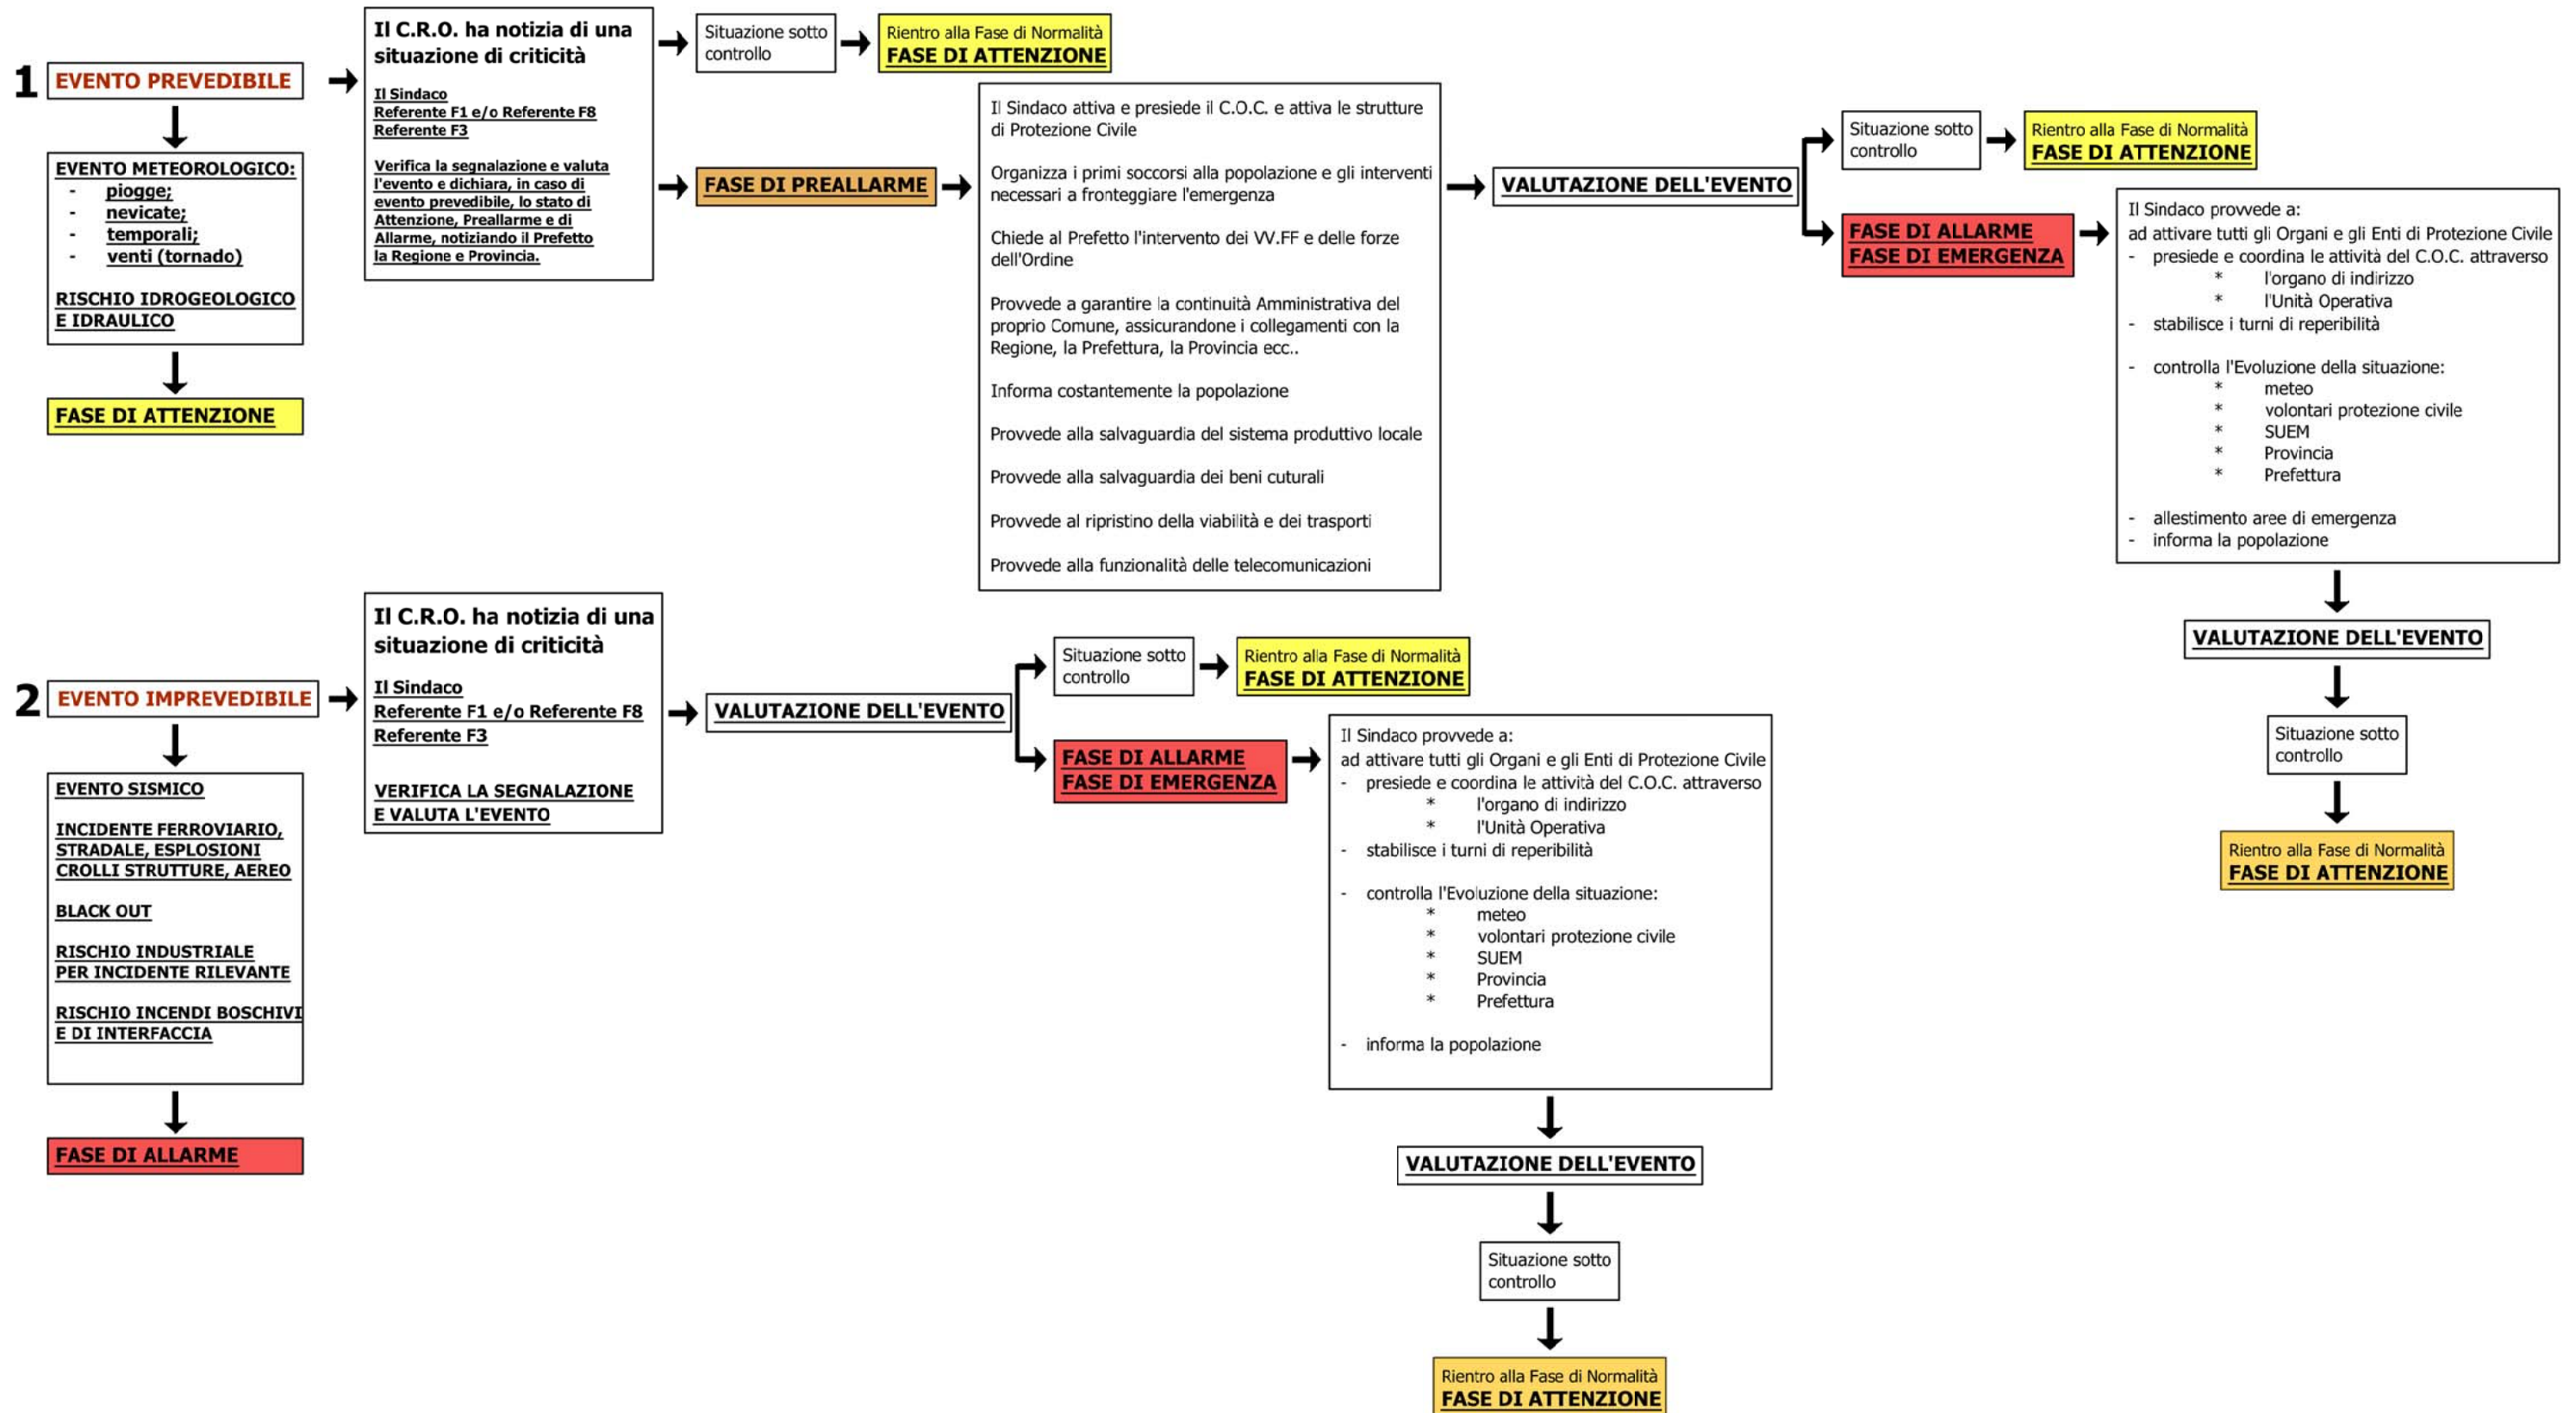 1
EVENTO PREVEDIBILE
EVENTO METEOROLOGICO:
- piogge;
- nevicate;
- temporali;
- venti (tornado)
RISCHIO IDROGEOLOGICO
E IDRAULICO
FASE DI ATTENZIONE
Il C.R.O. ha notizia di una
situazione di criticità
Il Sindaco
Referente F1 e/o Referente F8
Referente F3
Verifica la segnalazione e valuta
l'evento e dichiara, in caso di
evento prevedibile, lo stato di
Attenzione, Preallarme e di
Allarme, notiziando il Prefetto
la Regione e Provincia.
Situazione sotto
controllo
Rientro alla Fase di Normalità
FASE DI ATTENZIONE
FASE DI PREALLARME
Il Sindaco attiva e presiede il C.O.C. e attiva le strutture
di Protezione Civile
Organizza i primi soccorsi alla popolazione e gli interventi
necessari a fronteggiare l'emergenza
Chiede al Prefetto l'intervento dei VV.FF e delle forze
dell'Ordine
Provvede a garantire la continuità Amministrativa del
proprio Comune, assicurandone i collegamenti con la
Regione, la Prefettura, la Provincia ecc..
Informa costantemente la popolazione
Provvede alla salvaguardia del sistema produttivo locale
Provvede alla salvaguardia dei beni cuturali
Provvede al ripristino della viabilità e dei trasporti
Provvede alla funzionalità delle telecomunicazioni
VALUTAZIONE DELL'EVENTO
Situazione sotto
controllo
Rientro alla Fase di Normalità
FASE DI ATTENZIONE
FASE DI ALLARME
FASE DI EMERGENZA
Il Sindaco provvede a:
ad attivare tutti gli Organi e gli Enti di Protezione Civile
- presiede e coordina le attività del C.O.C. attraverso
* l'organo di indirizzo
* l'Unità Operativa
- stabilisce i turni di reperibilità
- controlla l'Evoluzione della situazione:
* meteo
* volontari protezione civile
* SUEM
* Provincia
* Prefettura
- allestimento aree di emergenza
- informa la popolazione
VALUTAZIONE DELL'EVENTO
Situazione sotto
controllo
Rientro alla Fase di Normalità
FASE DI ATTENZIONE
2
EVENTO IMPREVEDIBILE
EVENTO SISMICO
INCIDENTE FERROVIARIO,
STRADALE, ESPLOSIONI
CROLLI STRUTTURE, AEREO
BLACK OUT
RISCHIO INDUSTRIALE
PER INCIDENTE RILEVANTE
RISCHIO INCENDI BOSCHIVI
E DI INTERFACCIA
FASE DI ALLARME
Il C.R.O. ha notizia di una
situazione di criticità
Il Sindaco
Referente F1 e/o Referente F8
Referente F3
VERIFICA LA SEGNALAZIONE
E VALUTA L'EVENTO
VALUTAZIONE DELL'EVENTO
Situazione sotto
controllo
Rientro alla Fase di Normalità
FASE DI ATTENZIONE
FASE DI ALLARME
FASE DI EMERGENZA
Il Sindaco provvede a:
ad attivare tutti gli Organi e gli Enti di Protezione Civile
- presiede e coordina le attività del C.O.C. attraverso
* l'organo di indirizzo
* l'Unità Operativa
- stabilisce i turni di reperibilità
- controlla l'Evoluzione della situazione:
* meteo
* volontari protezione civile
* SUEM
* Provincia
* Prefettura
- informa la popolazione
VALUTAZIONE DELL'EVENTO
Situazione sotto
controllo
Rientro alla Fase di Normalità
FASE DI ATTENZIONE